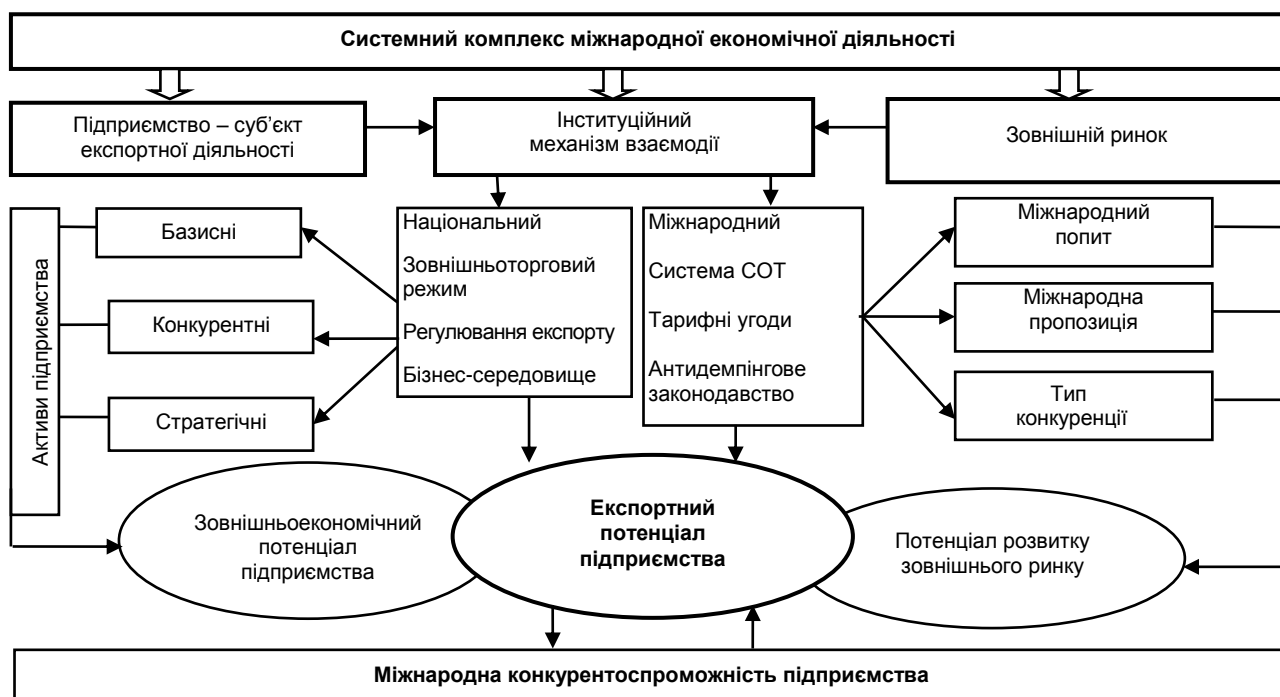 Системний комплекс міжнародної економічної діяльності
Підприємство – суб’єкт
експортної діяльності
Інституційний
механізм взаємодії
Зовнішній ринок
Активи підприємства
Базисні
Конкурентні
Стратегічні
Національний
Зовнішньоторговий
режим
Регулювання експорту
Бізнес-середовище
Міжнародний
Система СОТ
Тарифні угоди
Антидемпінгове
законодавство
Міжнародний
попит
Міжнародна
пропозиція
Тип
конкуренції
Зовнішньоекономічний
потенціал
підприємства
Експортний
потенціал
підприємства
Потенціал розвитку
зовнішнього ринку
Міжнародна конкурентоспроможність підприємства